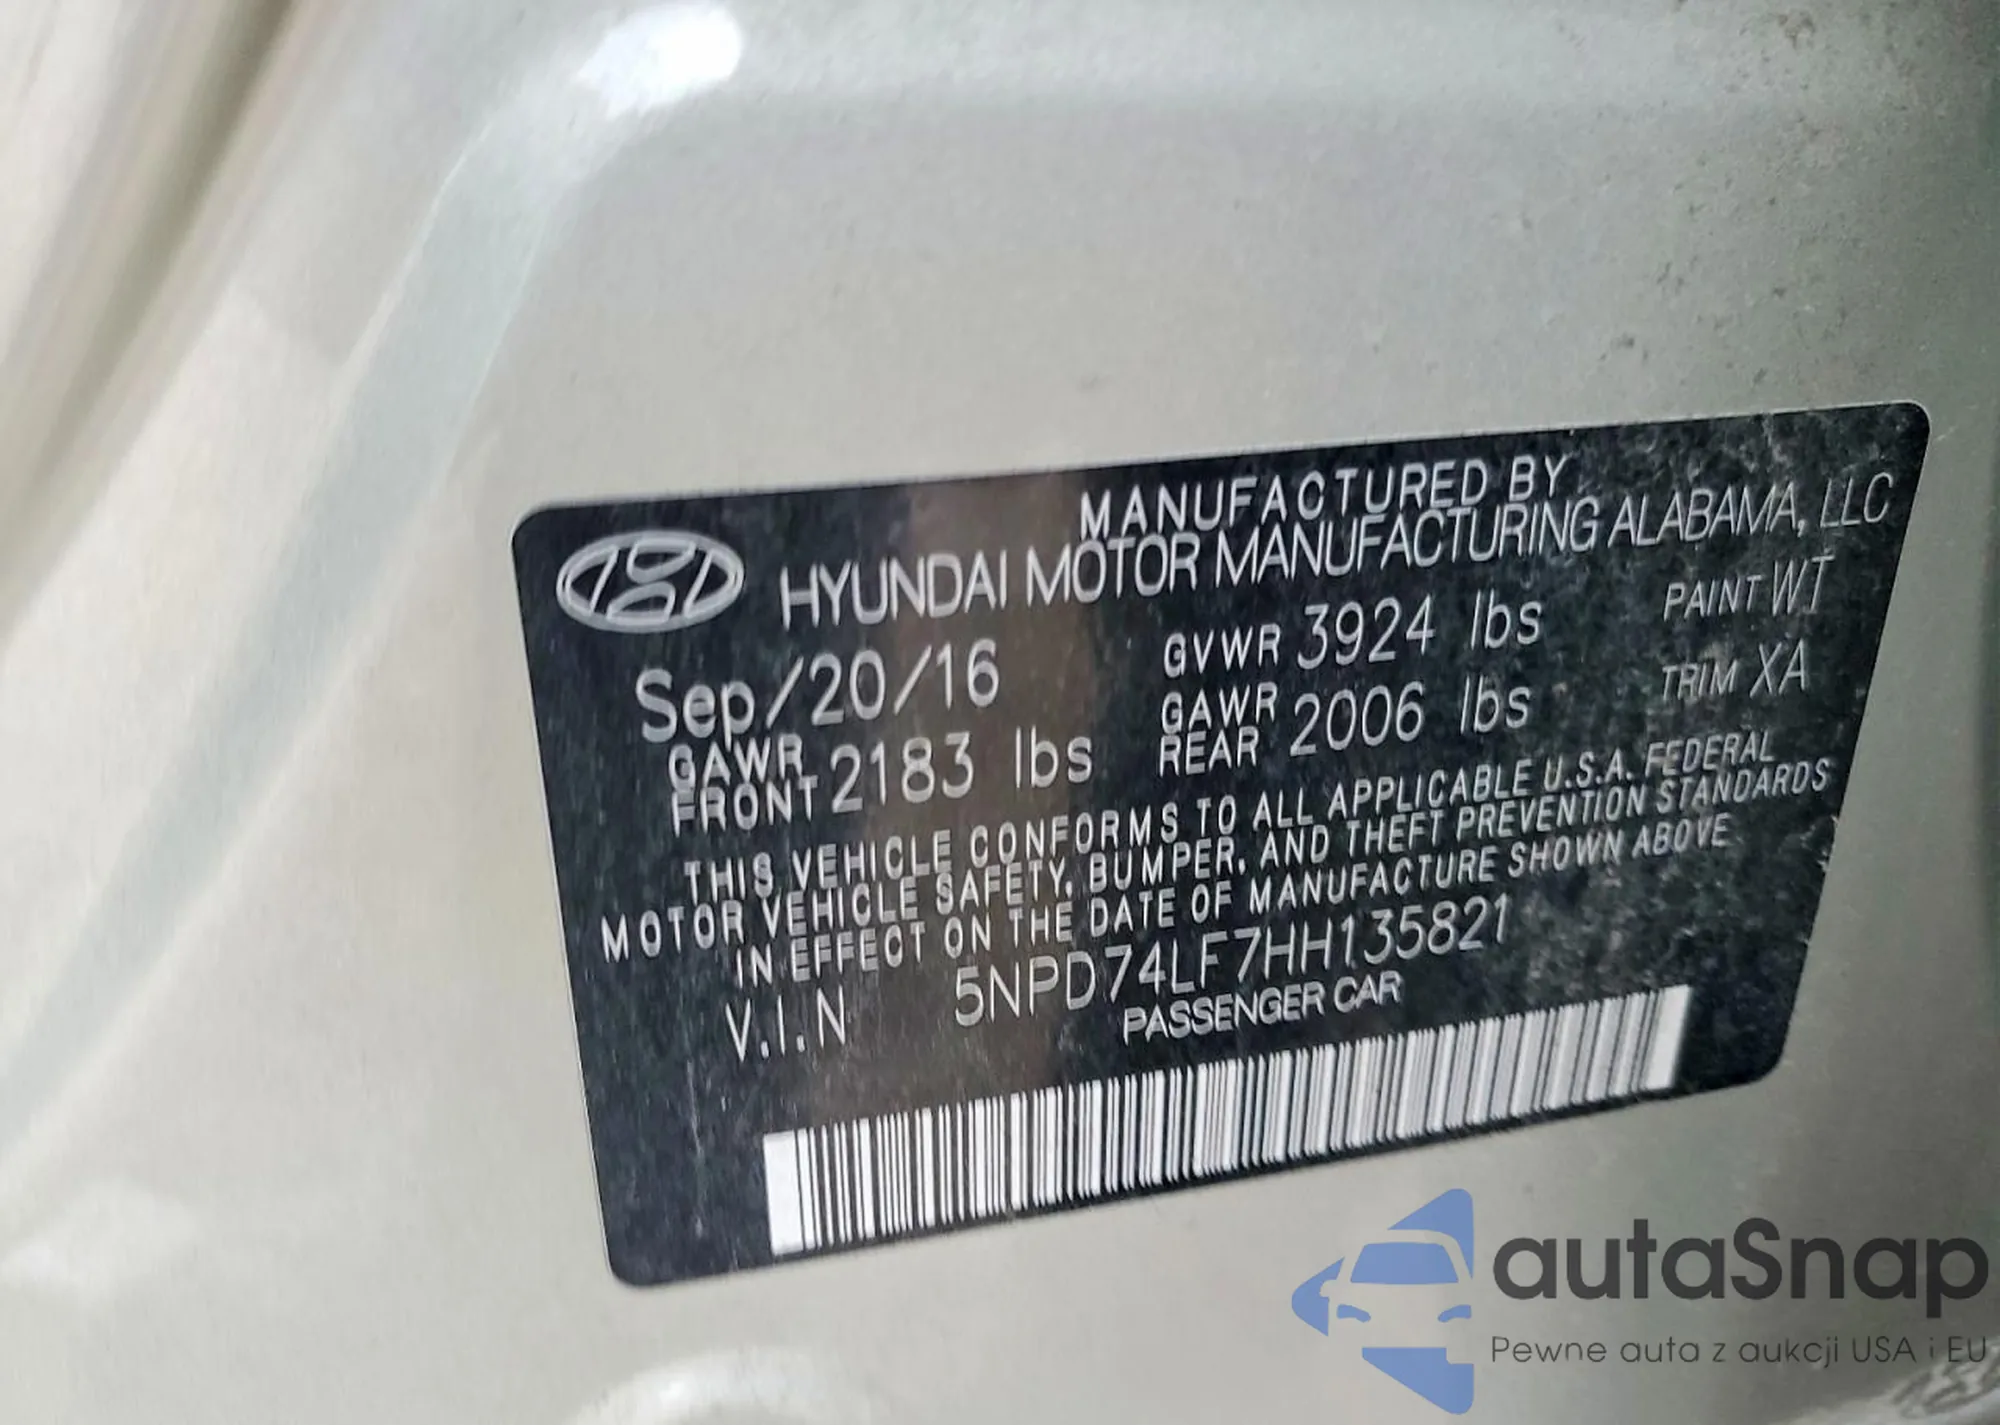 MANUFACTURED BY
HYUNDAI MOTOR MANUFACTURING ALABAMA, LLC
Sep/20/16 GVWR 3924 lbs PAINT WT
GAWR FRONT 2183 lbs GAWR REAR 2006 lbs TRIM XA
THIS VEHICLE CONFORMS TO ALL APPLICABLE U.S.A. FEDERAL
MOTOR VEHICLE SAFETY, BUMPER, AND THEFT PREVENTION STANDARDS
IN EFFECT ON THE DATE OF MANUFACTURE SHOWN ABOVE
V.I.N 5NPD74LF7HH135821
PASSENGER CAR
autaSnap
Pewne auta z aukcji USA i EU